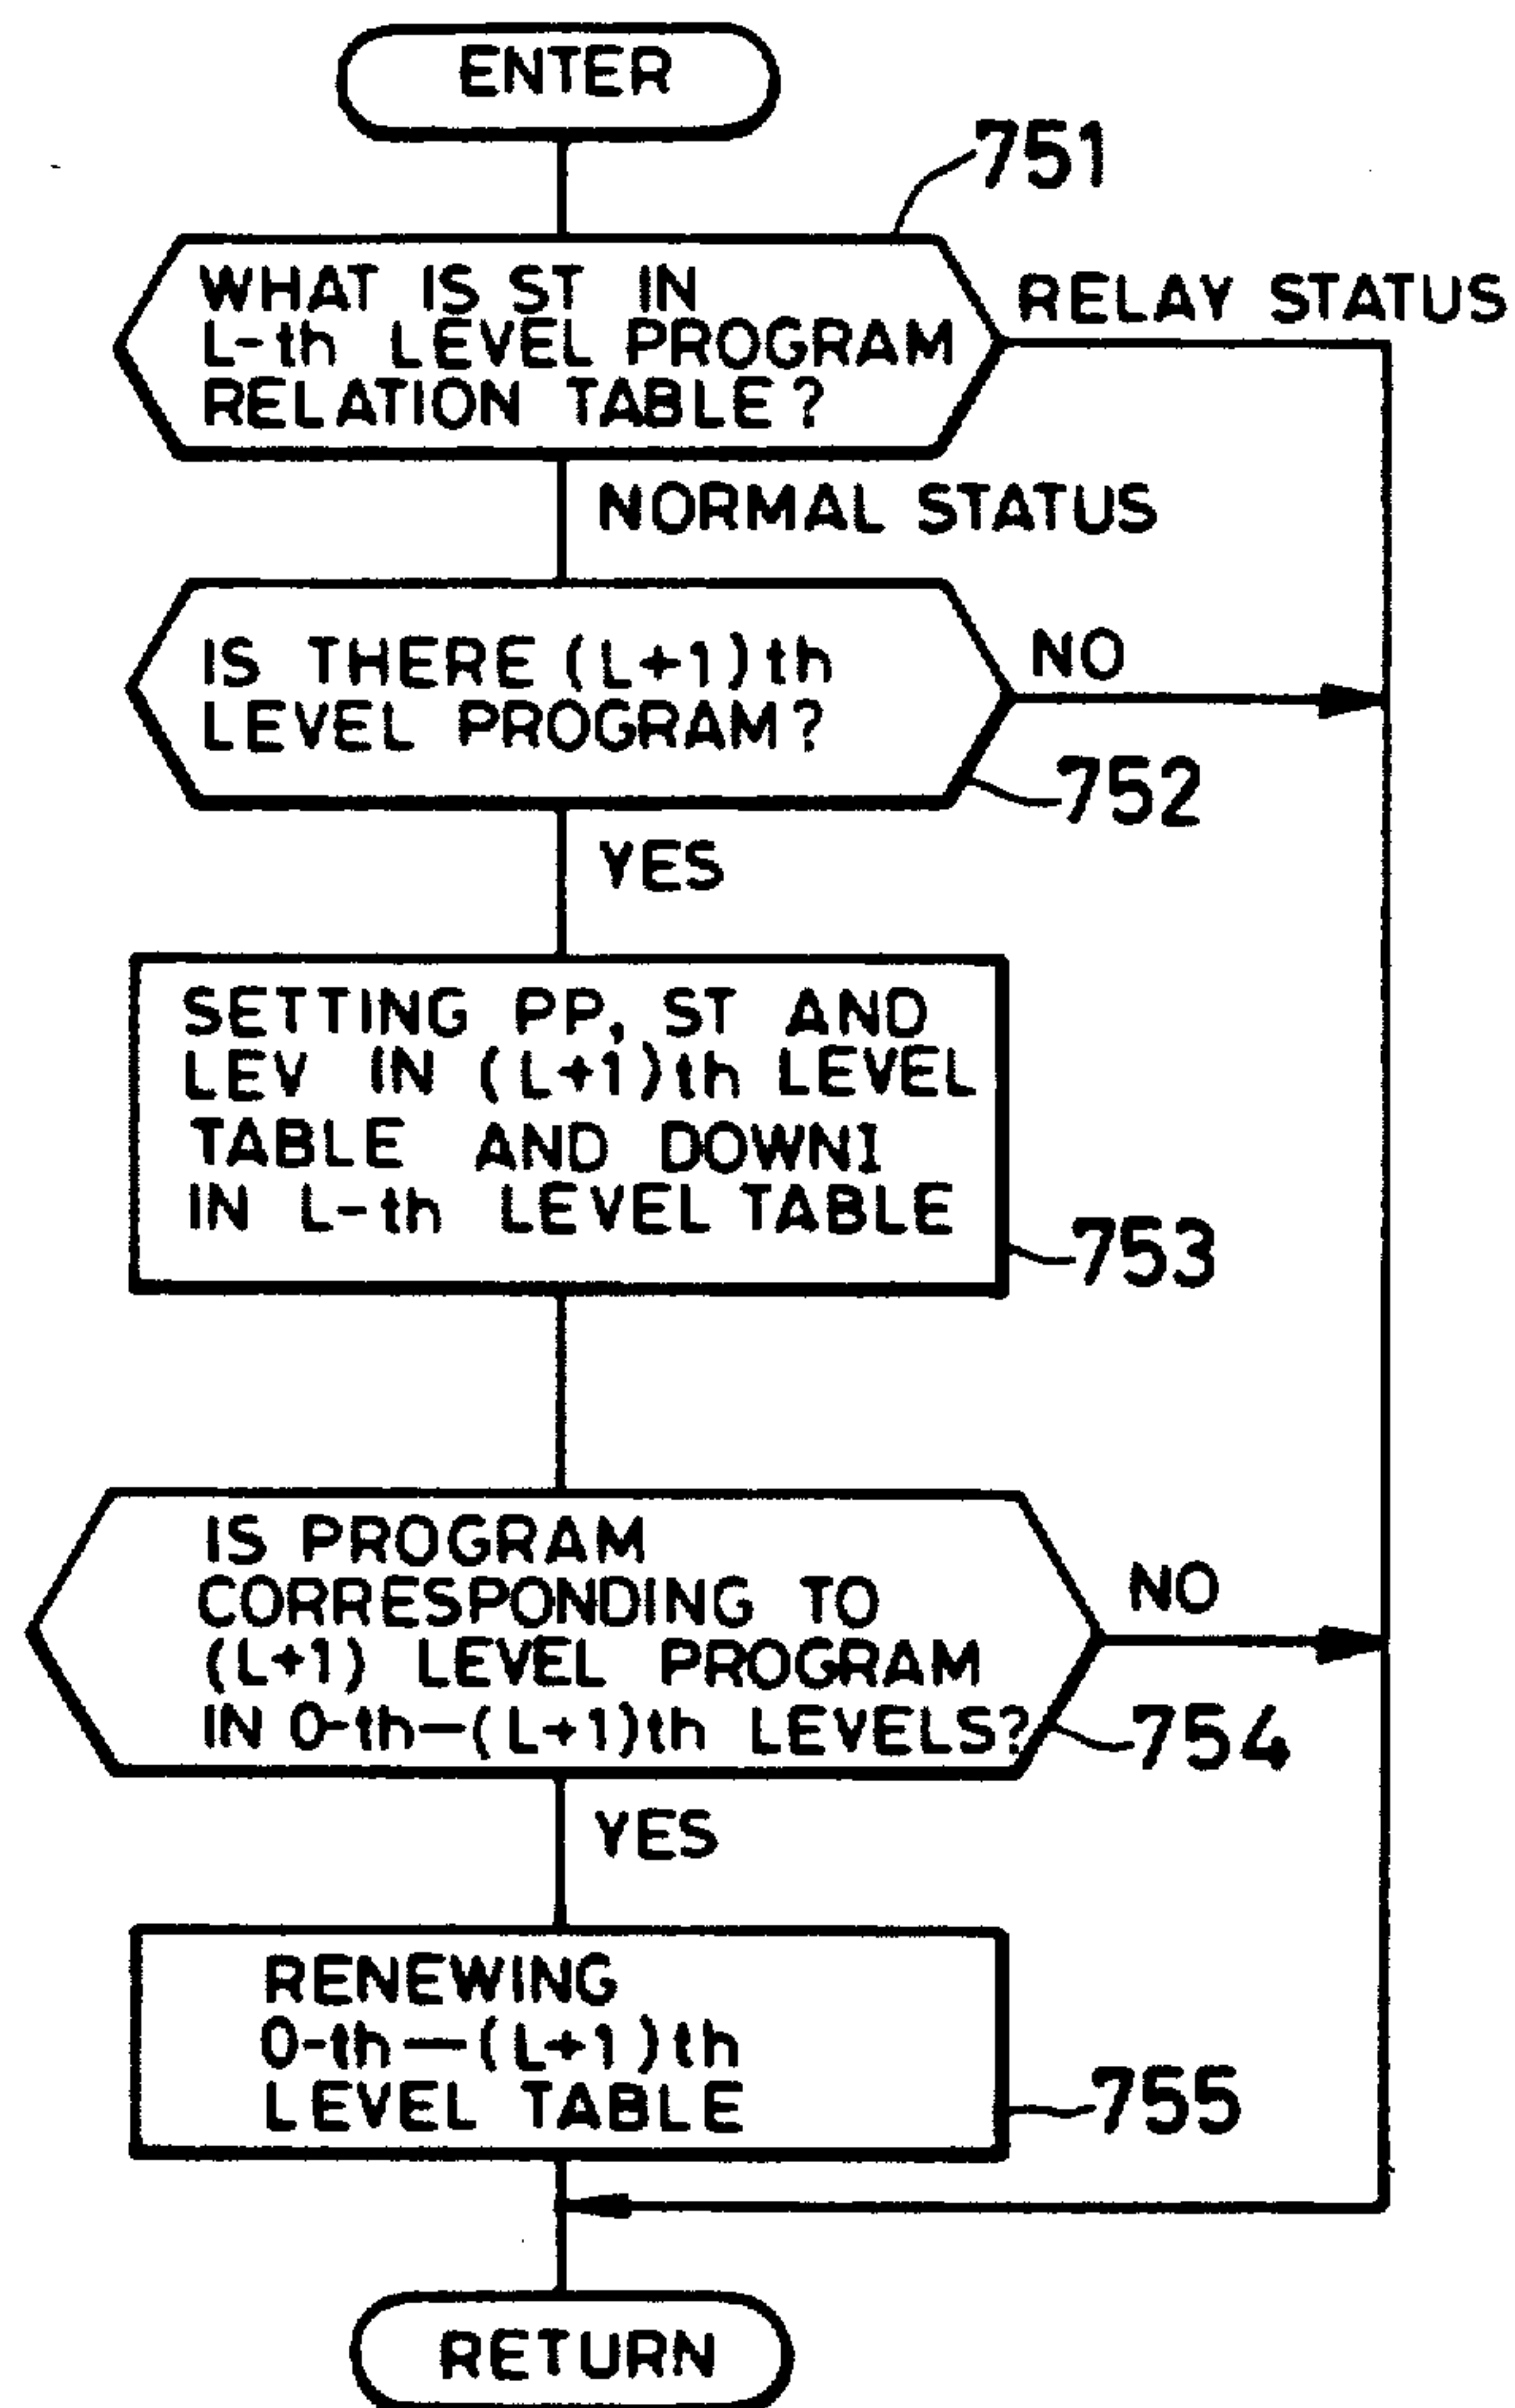 ENTER
751
WHAT IS ST IN
L-th LEVEL PROGRAM
RELATION TABLE?
RELAY STATUS
NORMAL STATUS
IS THERE (L+1)th
LEVEL PROGRAM?
NO
752
YES
SETTING PP, ST AND
LEV IN (L+1)th LEVEL
TABLE AND DOWNI
IN L-th LEVEL TABLE
753
IS PROGRAM
CORRESPONDING TO
(L+1) LEVEL PROGRAM
IN 0-th—(L+1)th LEVELS?
NO
754
YES
RENEWING
0-th—(L+1)th
LEVEL TABLE
755
RETURN